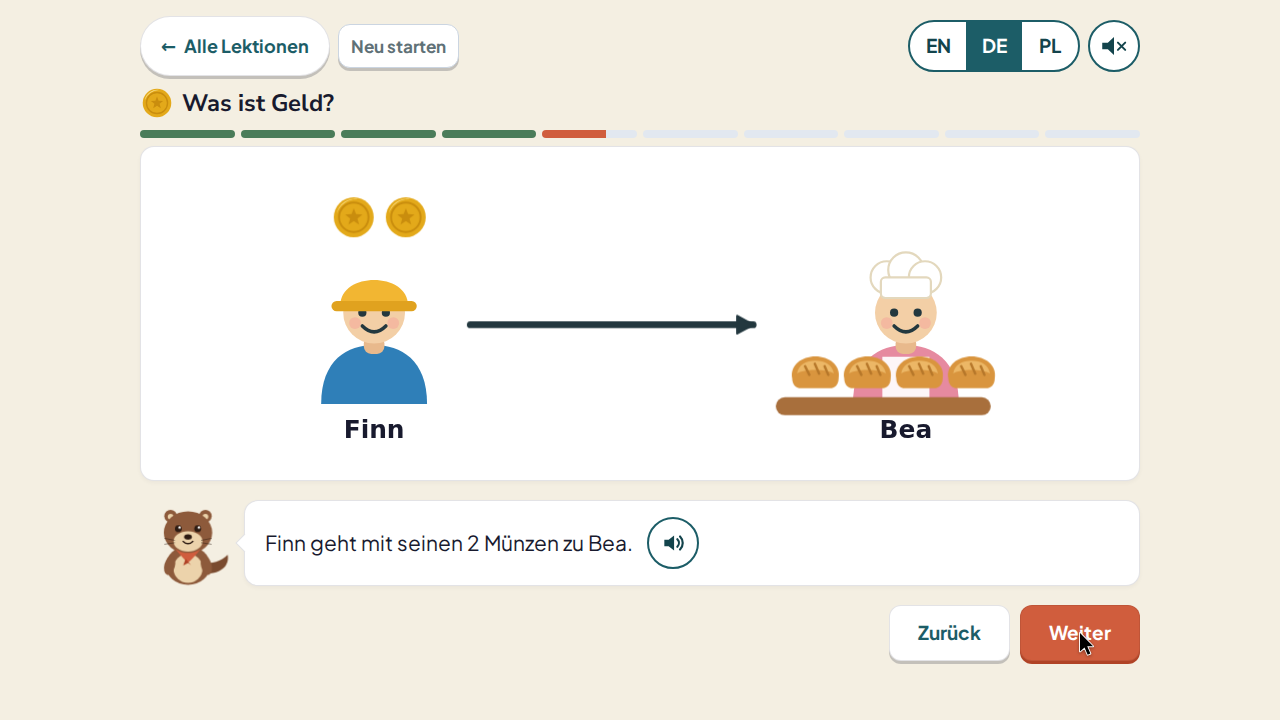 ← Alle Lektionen
Neu starten
EN DE PL
Was ist Geld?
Finn
Bea
Finn geht mit seinen 2 Münzen zu Bea.
Zurück
Weiter